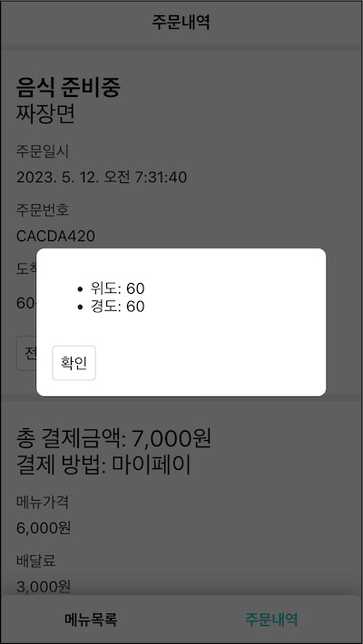 주문내역
음식 준비중
짜장면
주문일시
2023. 5. 12. 오전 7:31:40
주문번호
CACDA420
도착
60
전
위도: 60
경도: 60
확인
총 결제금액: 7,000원
결제 방법: 마이페이
메뉴가격
6,000원
배달료
3,000원
메뉴목록
주문내역